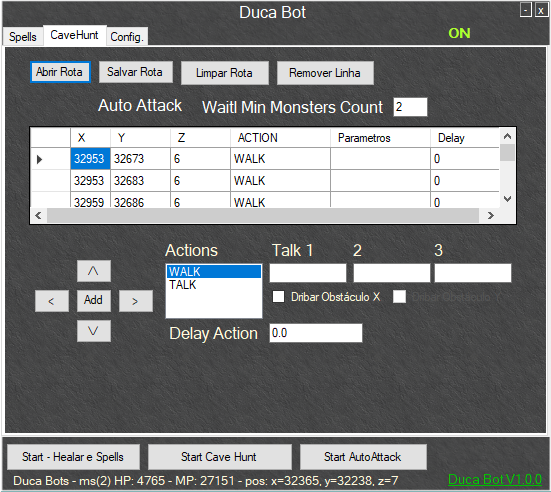 Duca Bot
- x
Spells CaveHunt Config. ON
Abrir Rota Salvar Rota Limpar Rota Remover Linha
Auto Attack Waitl Min Monsters Count 2
X Y Z ACTION Parametros Delay
32953 32673 6 WALK 0
32953 32683 6 WALK 0
32959 32686 6 WALK 0
Actions Talk 1 2 3
WALK
TALK
< Add >
Dribar Obstáculo X Dribar Obstáculo Y
Delay Action 0.0
Start - Healar e Spells Start Cave Hunt Start AutoAttack
Duca Bots - ms(2) HP: 4765 - MP: 27151 - pos: x=32365, y=32238, z=7 Duca Bot V1.0.0